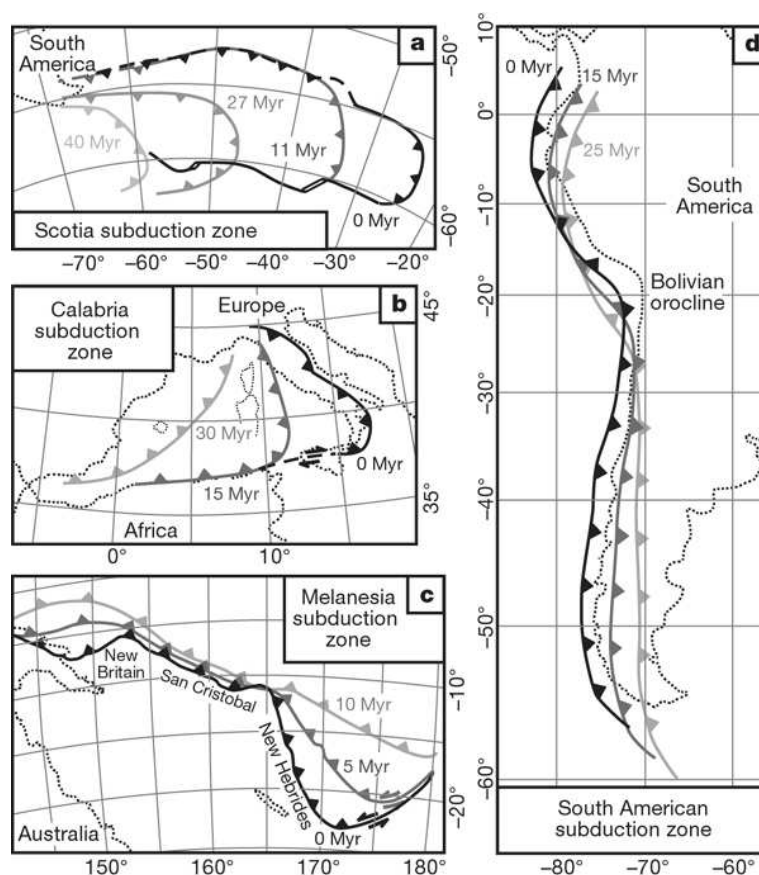 a
South
America
27 Myr
40 Myr
11 Myr
0 Myr
Scotia subduction zone
–50°
–60°
–70° –60° –50° –40° –30° –20°
b
Calabria
subduction
zone
Europe
30 Myr
15 Myr
0 Myr
Africa
45°
35°
0° 10°
c
Melanesia
subduction
zone
New
Britain
San Cristobal
New Hebrides
10 Myr
5 Myr
0 Myr
Australia
–10°
–20°
150° 160° 170° 180°
d
10°
0°
–10°
–20°
–30°
–40°
–50°
–60°
0 Myr
15 Myr
25 Myr
South
America
Bolivian
orocline
South American
subduction zone
–80° –70° –60°